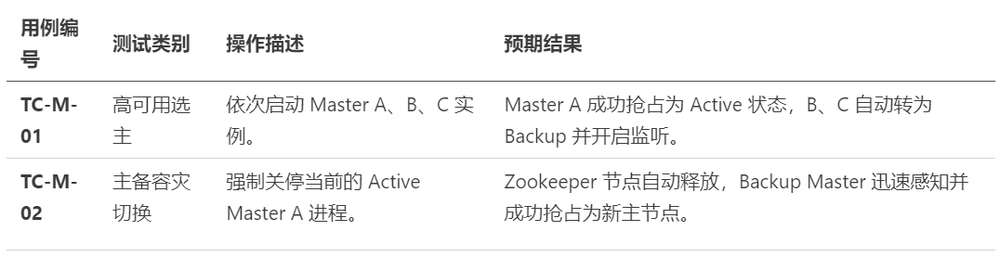 用例编号 测试类别 操作描述 预期结果
TC-M-01 高可用选主 依次启动 Master A、B、C 实例。 Master A 成功抢占为 Active 状态，B、C 自动转为 Backup 并开启监听。
TC-M-02 主备容灾切换 强制关停当前的 Active Master A 进程。 Zookeeper 节点自动释放，Backup Master 迅速感知并成功抢占为新主节点。